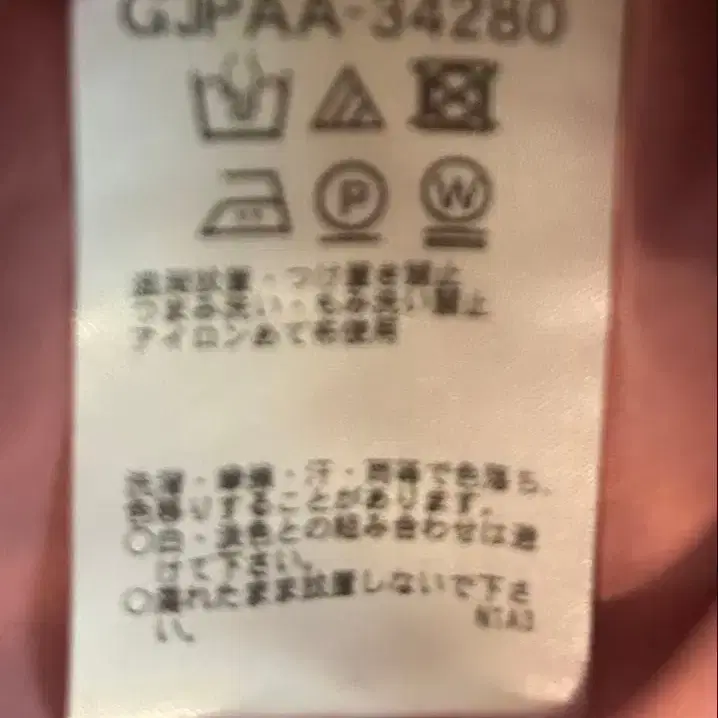 GJPAA-34280
P W
過湿放置・つけ置き禁止
つまみ洗い・もみ洗い禁止
アイロンあて布使用
洗濯・摩擦・汗・雨等で色落ち、
色移りすることがあります。
○白・淡色との組み合わせは避
けて下さい。
○濡れたまま放置しないで下さ
い。
N1A3